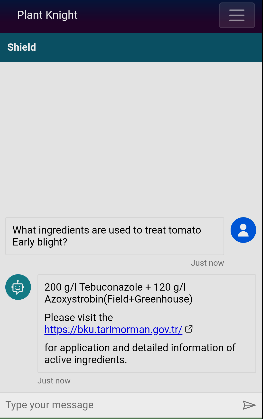 Plant Knight
Shield
What ingredients are used to treat tomato
Early blight?
Just now
200 g/l Tebuconazole + 120 g/l
Azoxystrobin(Field+Greenhouse)
Please visit the
https://bku.tarimorman.gov.tr/
for application and detailed information of
active ingredients.
Just now
Type your message